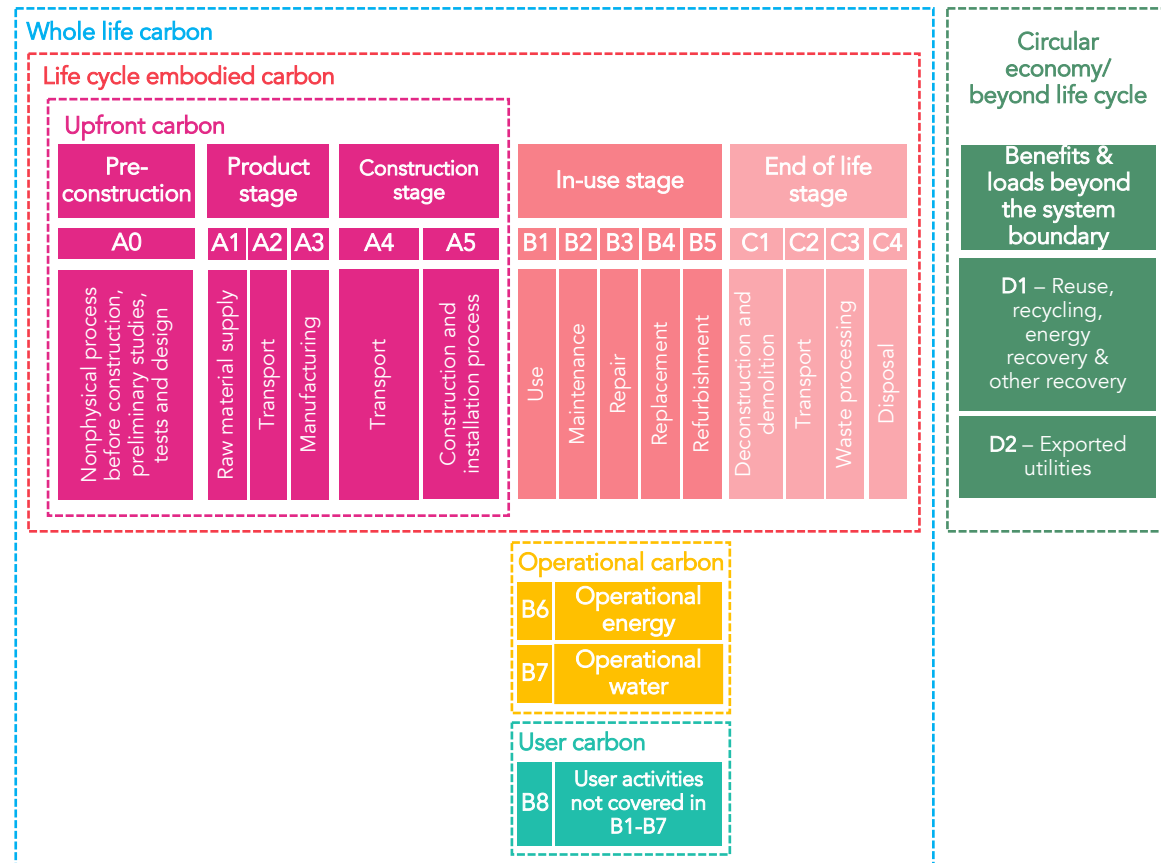 Whole life carbon
Life cycle embodied carbon
Upfront carbon
Pre-
construction
Product
stage
Construction
stage
In-use stage
End of life
stage
A0
A1
A2
A3
A4
A5
B1
B2
B3
B4
B5
C1
C2
C3
C4
Nonphysical process
before construction,
preliminary studies,
tests and design
Raw material supply
Transport
Manufacturing
Transport
Construction and
installation process
Use
Maintenance
Repair
Replacement
Refurbishment
Deconstruction and
demolition
Transport
Waste processing
Disposal
Operational carbon
B6
Operational
energy
B7
Operational
water
User carbon
B8
User activities
not covered in
B1-B7
Circular
economy/
beyond life cycle
Benefits &
loads beyond
the system
boundary
D1 – Reuse,
recycling,
energy
recovery &
other recovery
D2 – Exported
utilities